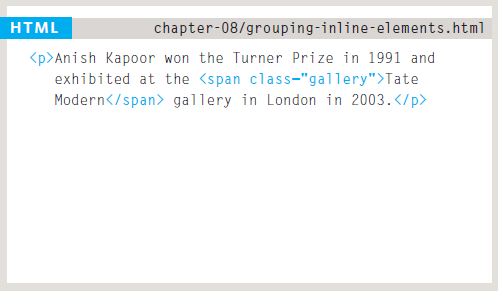 HTML chapter-08/grouping-inline-elements.html
<p>Anish Kapoor won the Turner Prize in 1991 and
exhibited at the <span class="gallery">Tate
Modern</span> gallery in London in 2003.</p>